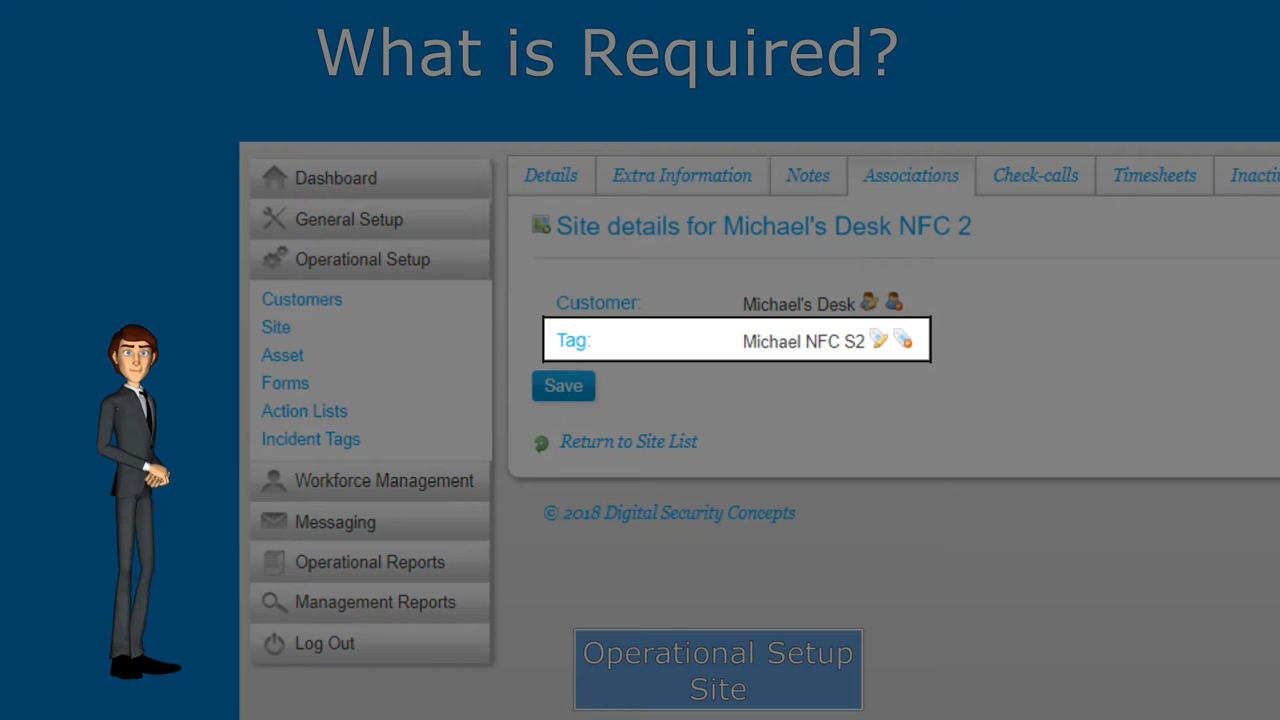 What is Required?
Dashboard
General Setup
Operational Setup
Customers
Site
Asset
Forms
Action Lists
Incident Tags
Workforce Management
Messaging
Operational Reports
Management Reports
Log Out
Details Extra Information Notes Associations Check-calls Timesheets Inacti
Site details for Michael's Desk NFC 2
Customer: Michael's Desk
Tag: Michael NFC S2
Save
Return to Site List
© 2018 Digital Security Concepts
Operational Setup
Site